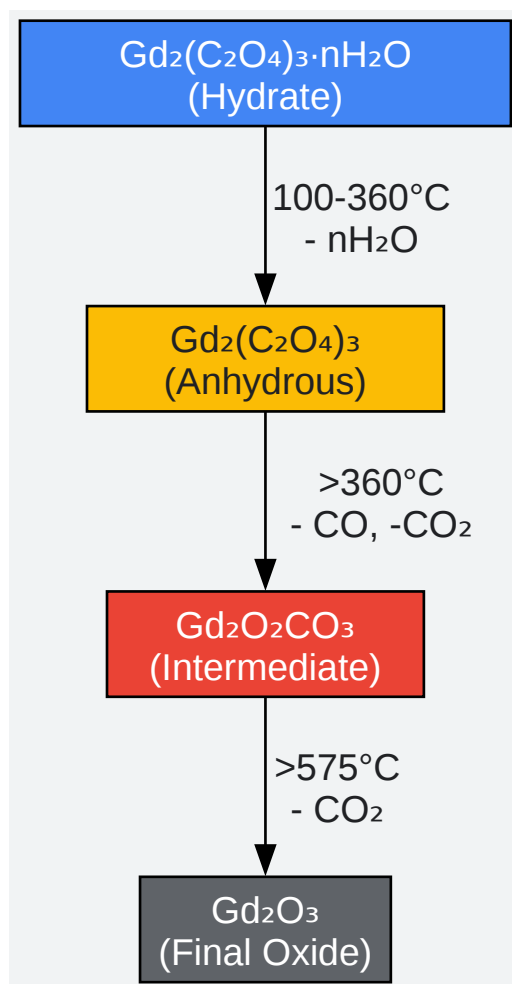 Gd₂(C₂O₄)₃·nH₂O
(Hydrate)
100-360°C
- nH₂O
Gd₂(C₂O₄)₃
(Anhydrous)
>360°C
- CO, -CO₂
Gd₂O₂CO₃
(Intermediate)
>575°C
- CO₂
Gd₂O₃
(Final Oxide)